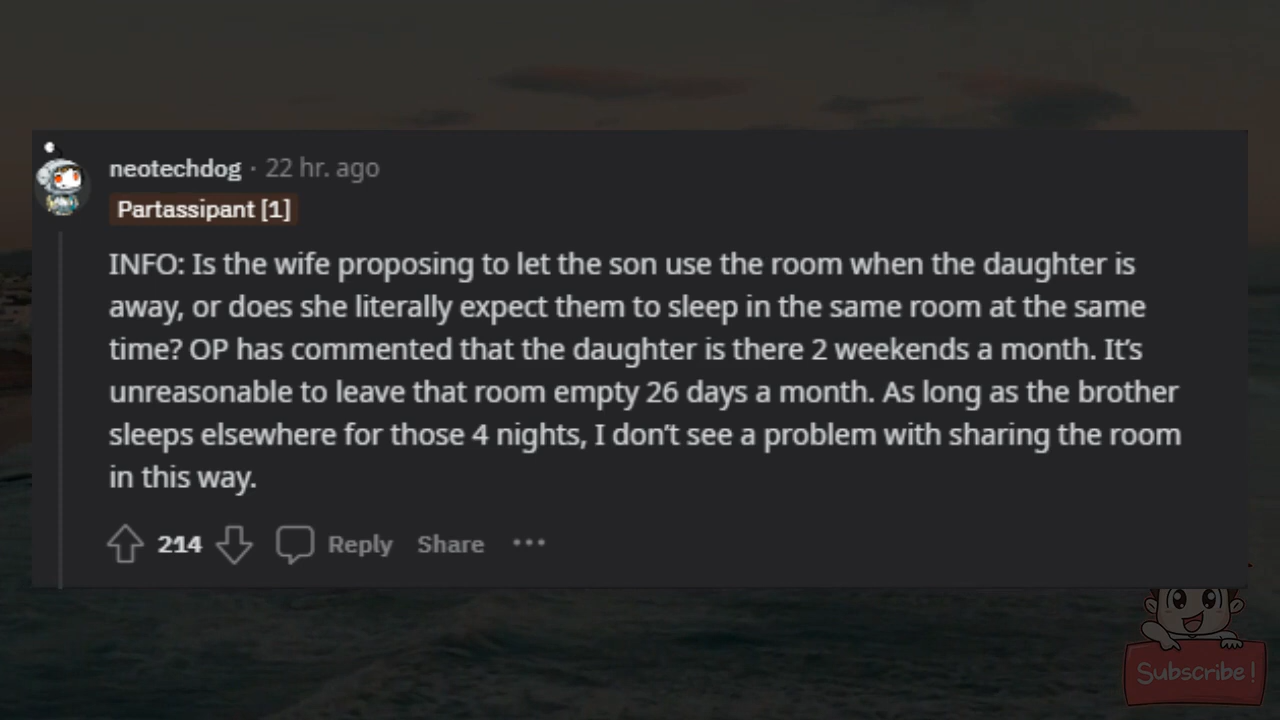 neotechdog · 22 hr. ago
Partassipant [1]
INFO: Is the wife proposing to let the son use the room when the daughter is
away, or does she literally expect them to sleep in the same room at the same
time? OP has commented that the daughter is there 2 weekends a month. It’s
unreasonable to leave that room empty 26 days a month. As long as the brother
sleeps elsewhere for those 4 nights, I don’t see a problem with sharing the room
in this way.
214 Reply Share ···
Subscribe!